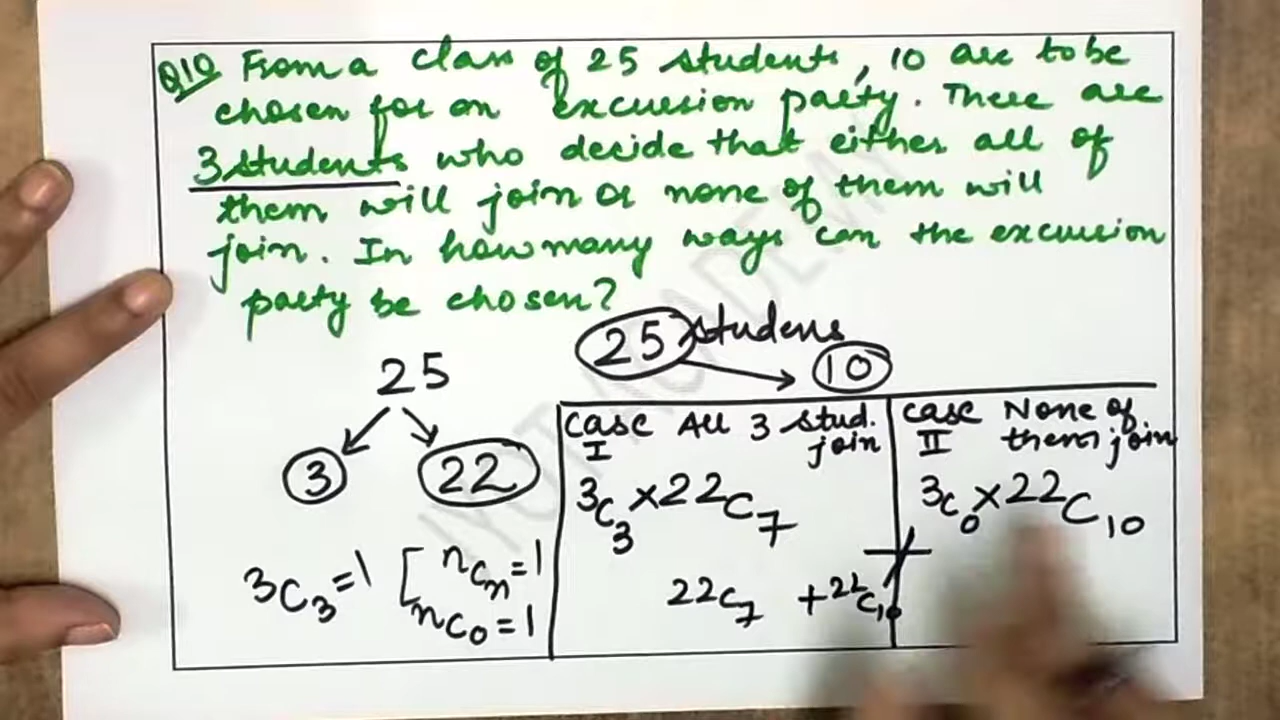 Q10 From a class of 25 students, 10 are to be
chosen for an excursion party. There are
3 students who decide that either all of
them will join or none of them will
join. In how many ways can the excursion
party be chosen?
25 studens
10
25
3 22
3C3=1 [nCn=1
nC0=1
Case I All 3 stud. join
3C3×22C7
Case II None of them join
3C0×22C10
+
22C7 +22C10
JYOTI ACADEMY